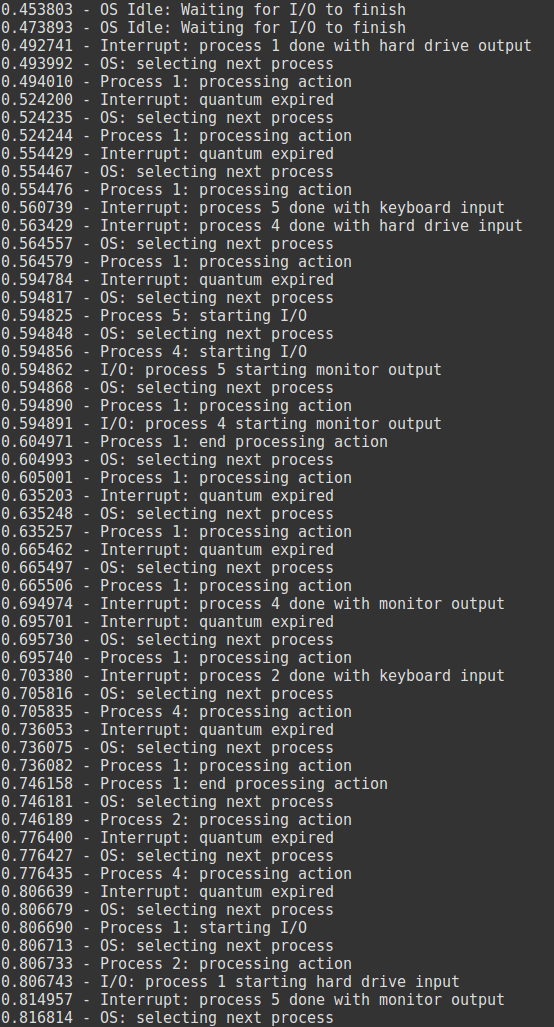 0.453803 - OS Idle: Waiting for I/O to finish
0.473893 - OS Idle: Waiting for I/O to finish
0.492741 - Interrupt: process 1 done with hard drive output
0.493992 - OS: selecting next process
0.494010 - Process 1: processing action
0.524200 - Interrupt: quantum expired
0.524235 - OS: selecting next process
0.524244 - Process 1: processing action
0.554429 - Interrupt: quantum expired
0.554467 - OS: selecting next process
0.554476 - Process 1: processing action
0.560739 - Interrupt: process 5 done with keyboard input
0.563429 - Interrupt: process 4 done with hard drive input
0.564557 - OS: selecting next process
0.564579 - Process 1: processing action
0.594784 - Interrupt: quantum expired
0.594817 - OS: selecting next process
0.594825 - Process 5: starting I/O
0.594848 - OS: selecting next process
0.594856 - Process 4: starting I/O
0.594862 - I/O: process 5 starting monitor output
0.594868 - OS: selecting next process
0.594890 - Process 1: processing action
0.594891 - I/O: process 4 starting monitor output
0.604971 - Process 1: end processing action
0.604993 - OS: selecting next process
0.605001 - Process 1: processing action
0.635203 - Interrupt: quantum expired
0.635248 - OS: selecting next process
0.635257 - Process 1: processing action
0.665462 - Interrupt: quantum expired
0.665497 - OS: selecting next process
0.665506 - Process 1: processing action
0.694974 - Interrupt: process 4 done with monitor output
0.695701 - Interrupt: quantum expired
0.695730 - OS: selecting next process
0.695740 - Process 1: processing action
0.703380 - Interrupt: process 2 done with keyboard input
0.705816 - OS: selecting next process
0.705835 - Process 4: processing action
0.736053 - Interrupt: quantum expired
0.736075 - OS: selecting next process
0.736082 - Process 1: processing action
0.746158 - Process 1: end processing action
0.746181 - OS: selecting next process
0.746189 - Process 2: processing action
0.776400 - Interrupt: quantum expired
0.776427 - OS: selecting next process
0.776435 - Process 4: processing action
0.806639 - Interrupt: quantum expired
0.806679 - OS: selecting next process
0.806690 - Process 1: starting I/O
0.806713 - OS: selecting next process
0.806733 - Process 2: processing action
0.806743 - I/O: process 1 starting hard drive input
0.814957 - Interrupt: process 5 done with monitor output
0.816814 - OS: selecting next process